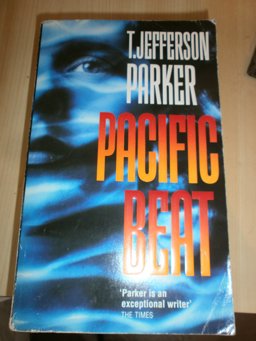 T. JEFFERSON
PARKER
PACIFIC
BEAT
'Parker is an
exceptional writer'
THE TIMES